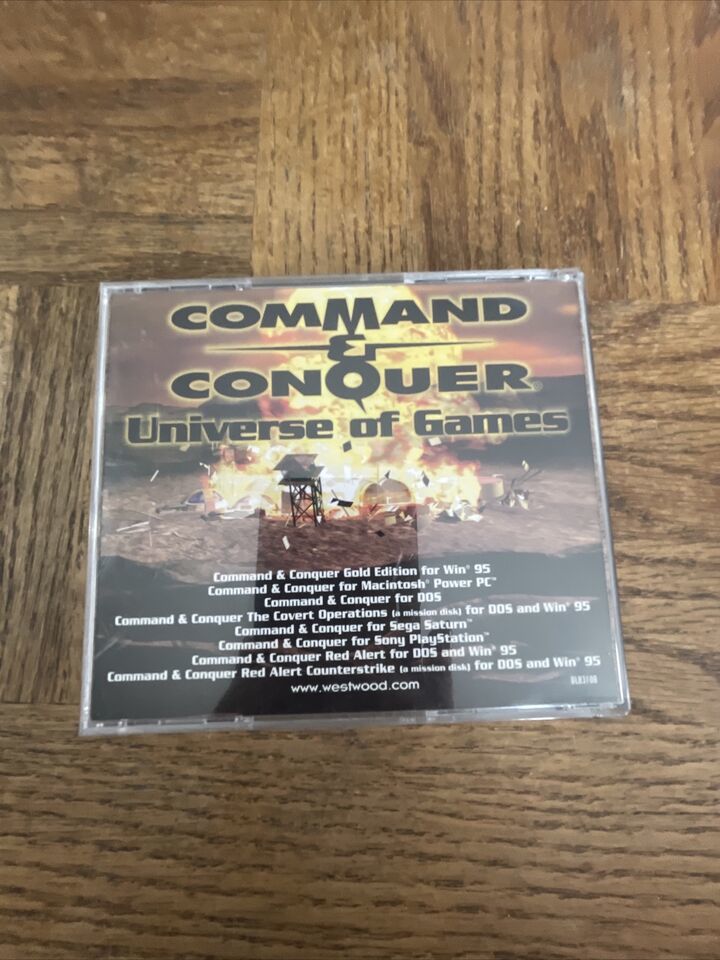 COMMAND
&
CONQUER®
Universe of Games
Command & Conquer Gold Edition for Win® 95
Command & Conquer for Macintosh® Power PC™
Command & Conquer for DOS
Command & Conquer The Covert Operations (a mission disk) for DOS and Win® 95
Command & Conquer for Sega Saturn™
Command & Conquer for Sony PlayStation™
Command & Conquer Red Alert for DOS and Win® 95
Command & Conquer Red Alert Counterstrike (a mission disk) for DOS and Win® 95
www.westwood.com